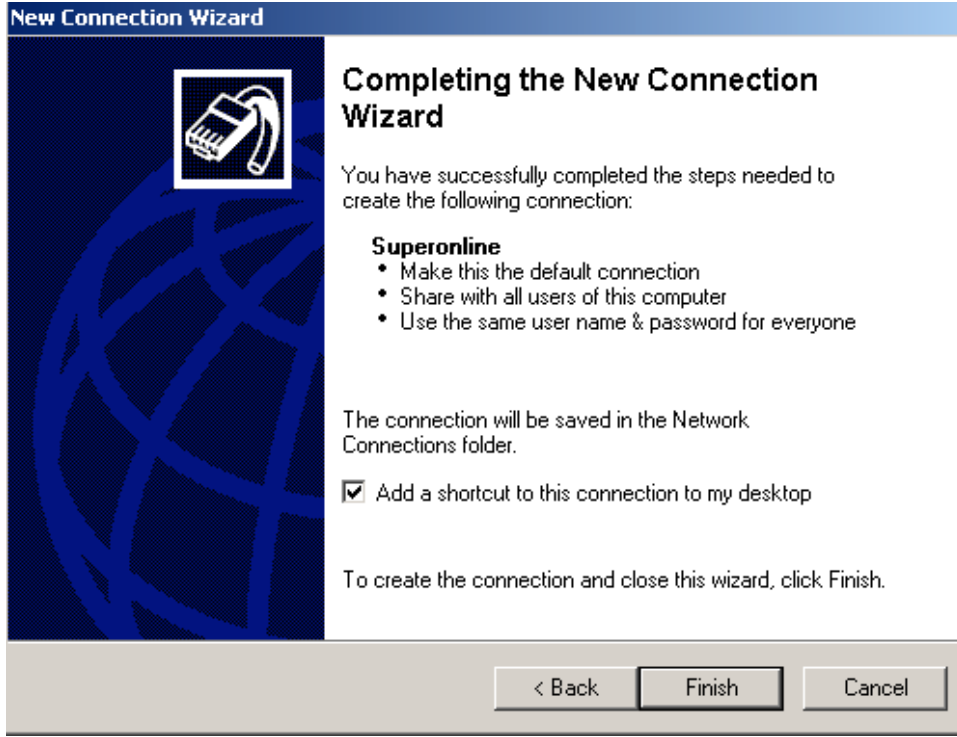 New Connection Wizard
Completing the New Connection
Wizard
You have successfully completed the steps needed to
create the following connection:
Superonline
• Make this the default connection
• Share with all users of this computer
• Use the same user name & password for everyone
The connection will be saved in the Network
Connections folder.
Add a shortcut to this connection to my desktop
To create the connection and close this wizard, click Finish.
< Back Finish Cancel